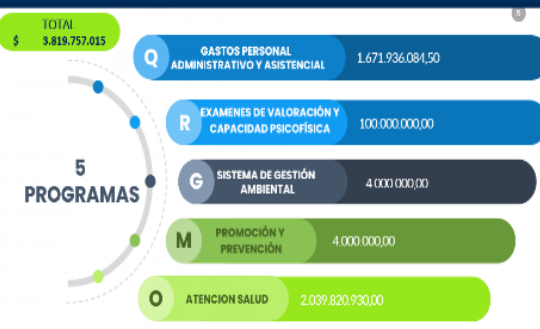 TOTAL
$ 3.819.757.015
6
Q
GASTOS PERSONAL
ADMINISTRATIVO Y ASISTENCIAL
1.671.936.084,50
R
EXAMENES DE VALORACIÓN Y
CAPACIDAD PSICOFÍSICA
100.000.000,00
5
PROGRAMAS
G
SISTEMA DE GESTIÓN
AMBIENTAL
4 000 000,00
M
PROMOCIÓN Y
PREVENCIÓN
4.000.000,00
O
ATENCION SALUD
2.039.820.930,00